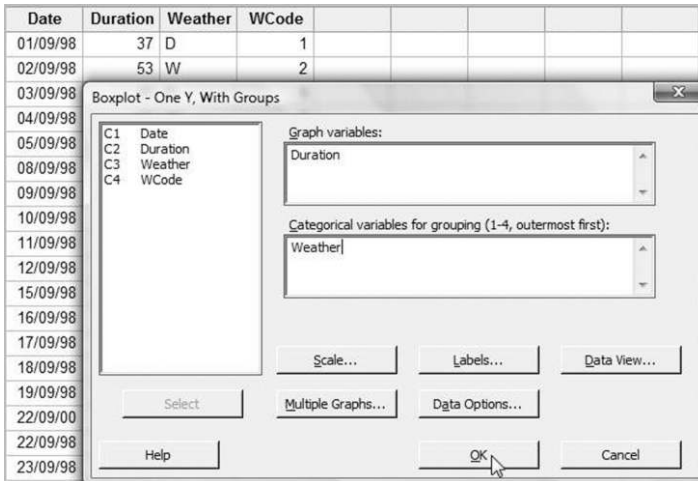 Date Duration Weather WCode
01/09/98 37 D 1
02/09/98 53 W 2
03/09/98
04/09/98
05/09/98
08/09/98
09/09/98
10/09/98
11/09/98
12/09/98
15/09/98
16/09/98
17/09/98
18/09/98
19/09/98
22/09/00
22/09/98
23/09/98
Boxplot - One Y, With Groups
C1 Date
C2 Duration
C3 Weather
C4 WCode
Graph variables:
Duration
Categorical variables for grouping (1-4, outermost first):
Weather
Scale...
Labels...
Data View...
Select
Multiple Graphs...
Data Options...
Help
OK
Cancel